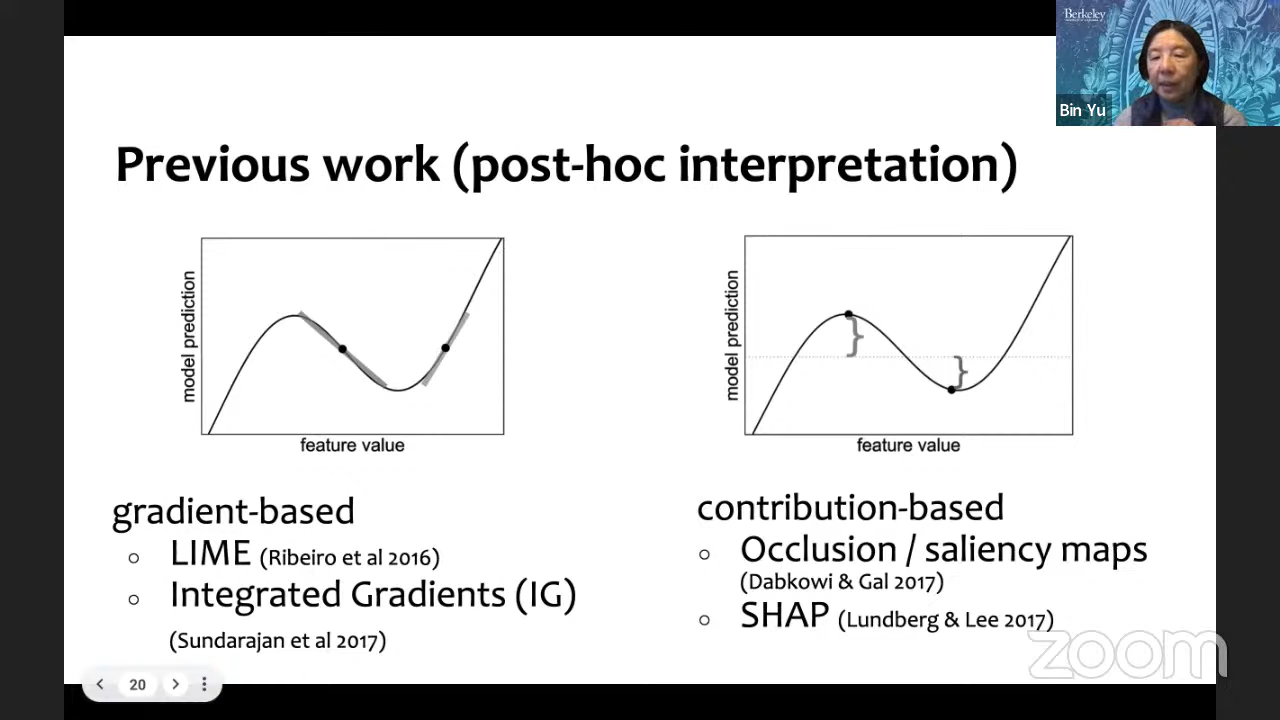 Berkeley
Bin Yu
Previous work (post-hoc interpretation)
model prediction
feature value
model prediction
feature value
gradient-based
○ LIME (Ribeiro et al 2016)
○ Integrated Gradients (IG)
(Sundarajan et al 2017)
contribution-based
○ Occlusion / saliency maps
(Dabkowi & Gal 2017)
○ SHAP (Lundberg & Lee 2017)
zoom
20